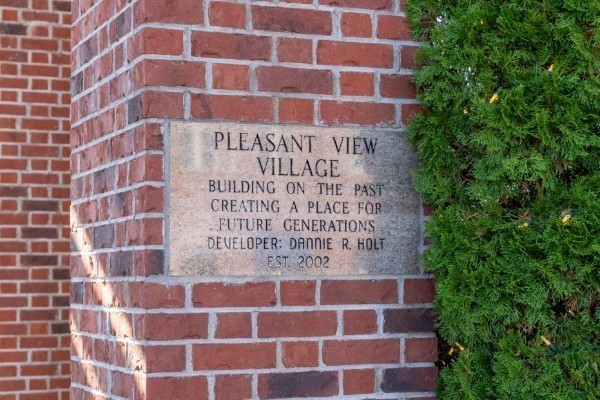 PLEASANT VIEW
VILLAGE
BUILDING ON THE PAST
CREATING A PLACE FOR
FUTURE GENERATIONS
DEVELOPER: DANNIE R. HOLT
EST. 2002